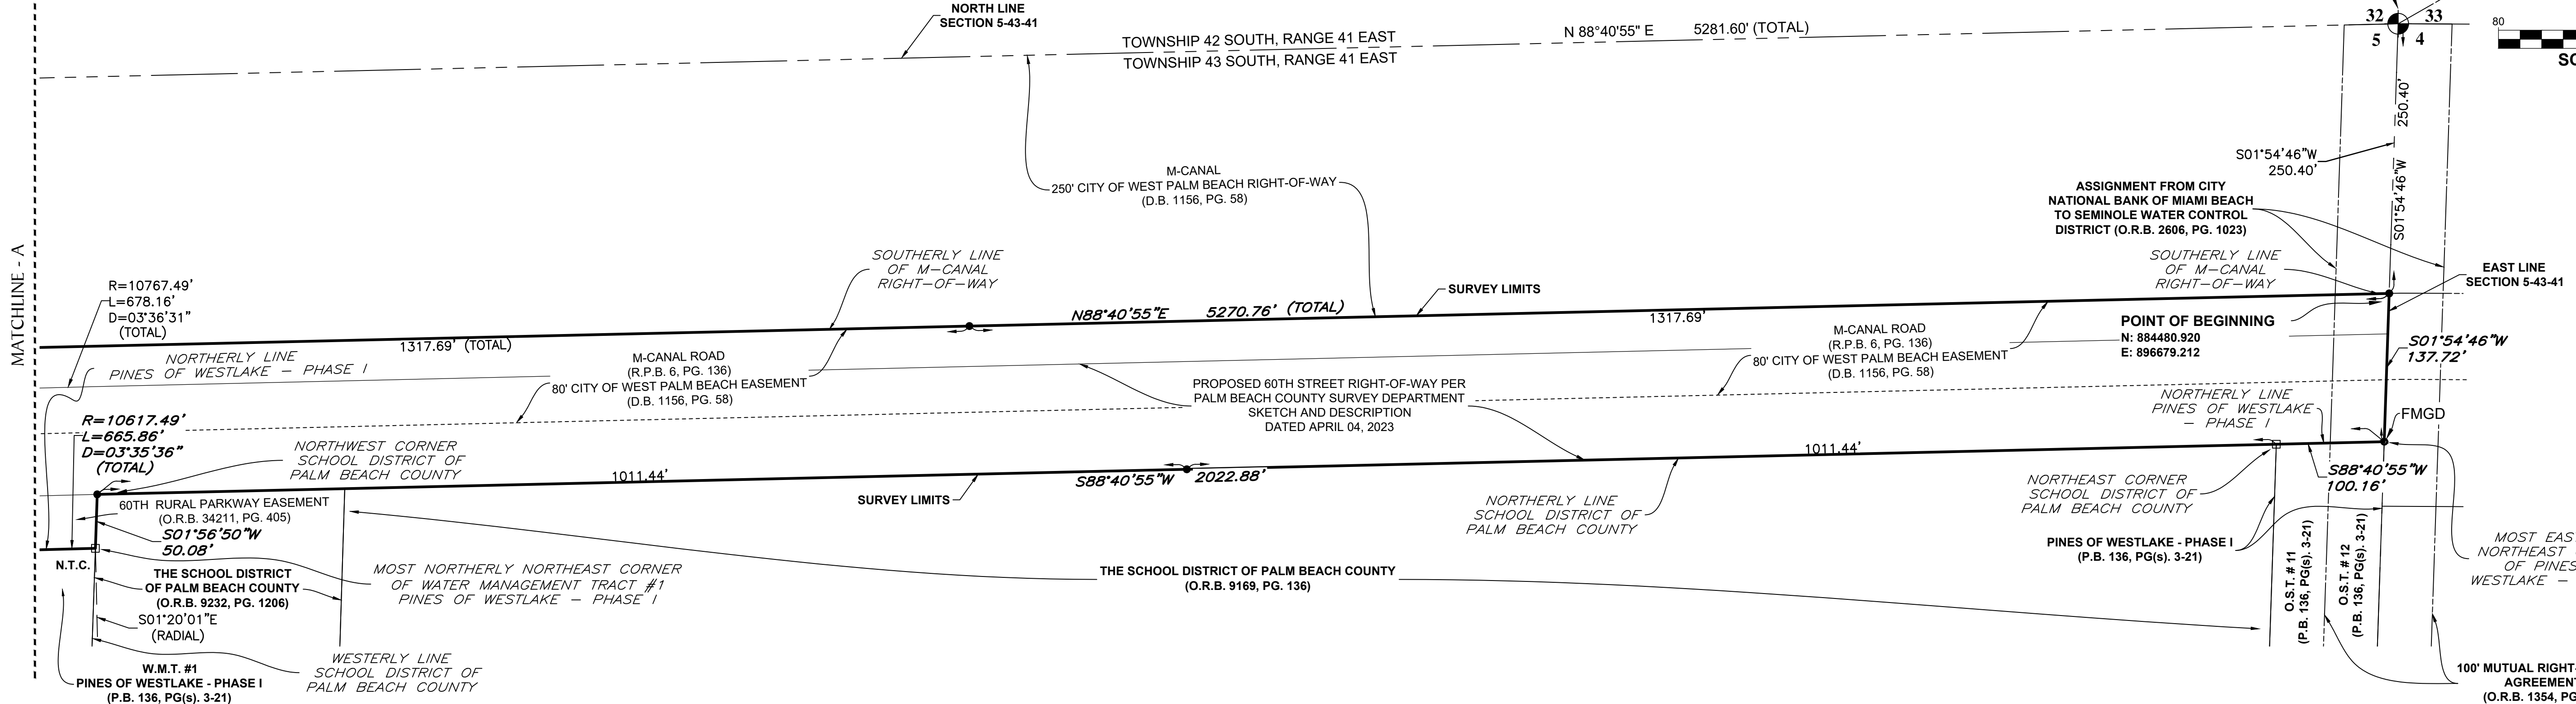 NORTH LINE
SECTION 5-43-41
TOWNSHIP 42 SOUTH, RANGE 41 EAST
TOWNSHIP 43 SOUTH, RANGE 41 EAST
N 88°40'55" E 5281.60' (TOTAL)
32 33
5 4
80
250.40'
S01°54'46"W
S01°54'46"W
250.40'
MATCHLINE - A
M-CANAL
250' CITY OF WEST PALM BEACH RIGHT-OF-WAY
(D.B. 1156, PG. 58)
ASSIGNMENT FROM CITY
NATIONAL BANK OF MIAMI BEACH
TO SEMINOLE WATER CONTROL
DISTRICT (O.R.B. 2606, PG. 1023)
SOUTHERLY LINE
OF M-CANAL
RIGHT-OF-WAY
SOUTHERLY LINE
OF M-CANAL
RIGHT-OF-WAY
EAST LINE
SECTION 5-43-41
R=10767.49'
L=678.16'
D=03°36'31"
(TOTAL)
SURVEY LIMITS
N88°40'55"E 5270.76' (TOTAL)
1317.69'
1317.69' (TOTAL)
POINT OF BEGINNING
N: 884480.920
E: 896679.212
S01°54'46"W
137.72'
NORTHERLY LINE
PINES OF WESTLAKE - PHASE I
M-CANAL ROAD
(R.P.B. 6, PG. 136)
80' CITY OF WEST PALM BEACH EASEMENT
(D.B. 1156, PG. 58)
M-CANAL ROAD
(R.P.B. 6, PG. 136)
80' CITY OF WEST PALM BEACH EASEMENT
(D.B. 1156, PG. 58)
PROPOSED 60TH STREET RIGHT-OF-WAY PER
PALM BEACH COUNTY SURVEY DEPARTMENT
SKETCH AND DESCRIPTION
DATED APRIL 04, 2023
NORTHERLY LINE
PINES OF WESTLAKE
- PHASE I
FMGD
R=10617.49'
L=665.86'
D=03°35'36"
(TOTAL)
NORTHWEST CORNER
SCHOOL DISTRICT OF
PALM BEACH COUNTY
1011.44'
1011.44'
S88°40'55"W 2022.88'
SURVEY LIMITS
NORTHERLY LINE
SCHOOL DISTRICT OF
PALM BEACH COUNTY
NORTHEAST CORNER
SCHOOL DISTRICT OF
PALM BEACH COUNTY
S88°40'55"W
100.16'
60TH RURAL PARKWAY EASEMENT
(O.R.B. 34211, PG. 405)
S01°56'50"W
50.08'
N.T.C.
THE SCHOOL DISTRICT
OF PALM BEACH COUNTY
(O.R.B. 9232, PG. 1206)
MOST NORTHERLY NORTHEAST CORNER
OF WATER MANAGEMENT TRACT #1
PINES OF WESTLAKE - PHASE I
THE SCHOOL DISTRICT OF PALM BEACH COUNTY
(O.R.B. 9169, PG. 136)
PINES OF WESTLAKE - PHASE I
(P.B. 136, PG(s). 3-21)
O.S.T. # 11
(P.B. 136, PG(s). 3-21)
O.S.T. # 12
(P.B. 136, PG(s). 3-21)
MOST EAS
NORTHEAST
OF PINES
WESTLAKE -
S01°20'01"E
(RADIAL)
WESTERLY LINE
SCHOOL DISTRICT OF
PALM BEACH COUNTY
W.M.T. #1
PINES OF WESTLAKE - PHASE I
(P.B. 136, PG(s). 3-21)
100' MUTUAL RIGHT-
AGREEMENT
(O.R.B. 1354, PG